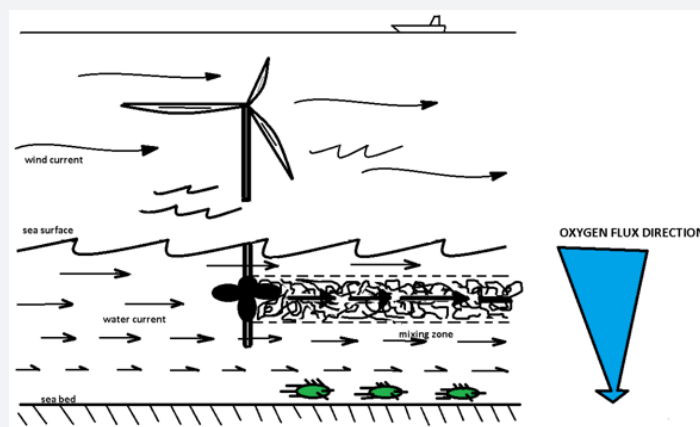 wind current
sea surface
OXYGEN FLUX DIRECTION
water current
mixing zone
sea bed